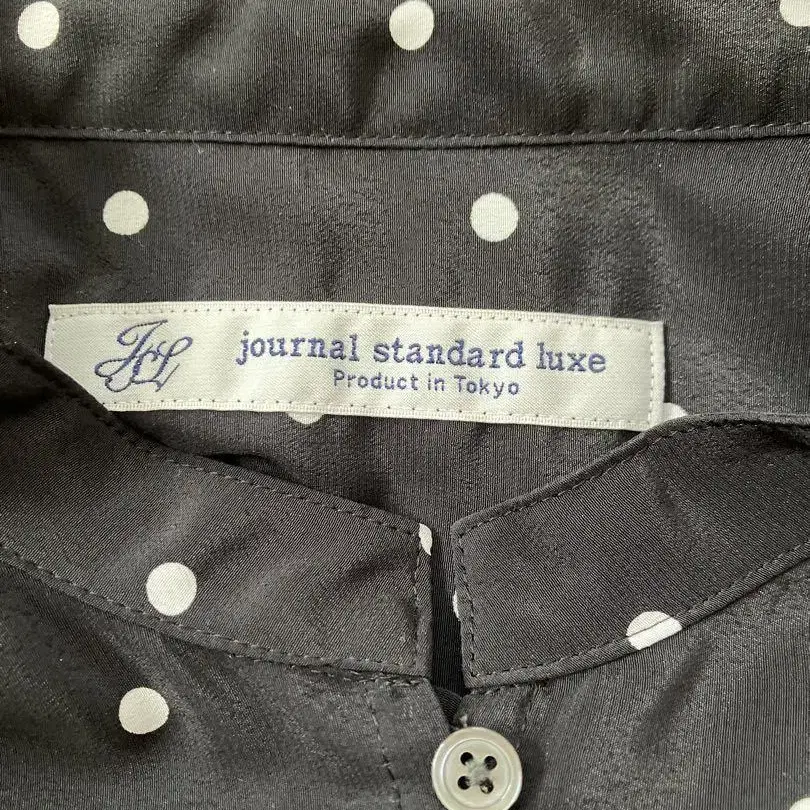 JSL
journal standard luxe
Product in Tokyo